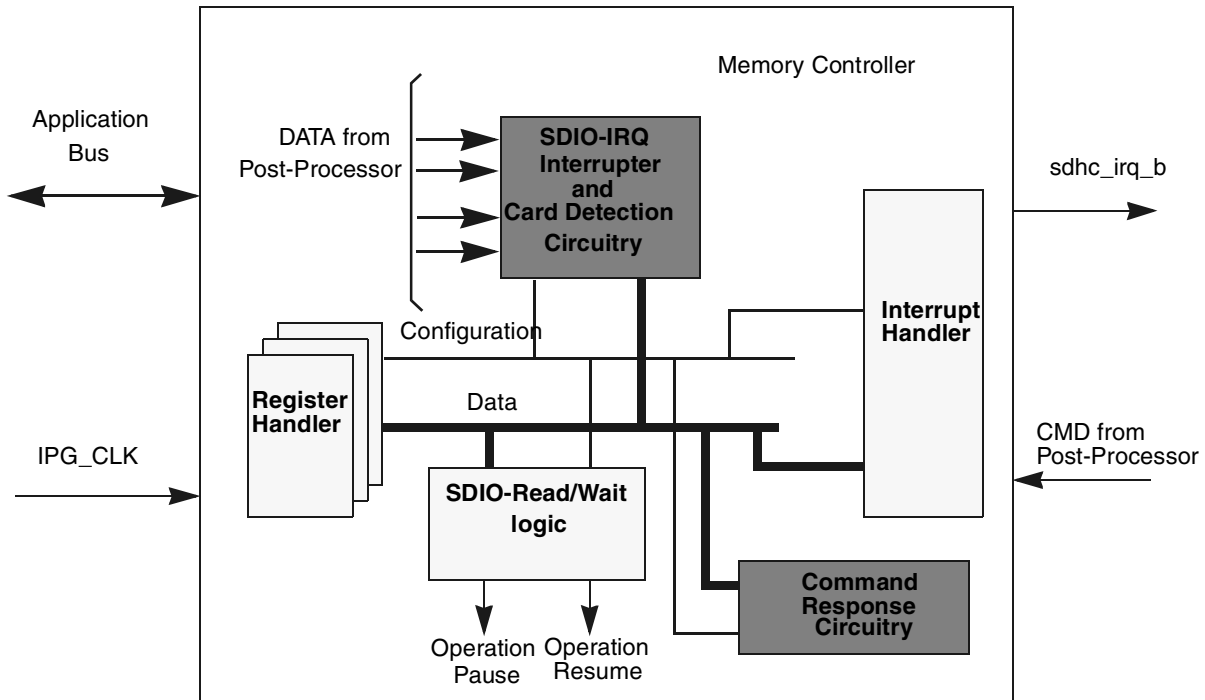 Memory Controller
Application
Bus
DATA from
Post-Processor
SDIO-IRQ
Interrupter
and
Card Detection
Circuitry
sdhc_irq_b
Configuration
Interrupt
Handler
Register
Handler
Data
IPG_CLK
CMD from
Post-Processor
SDIO-Read/Wait
logic
Command
Response
Circuitry
Operation
Pause
Operation
Resume